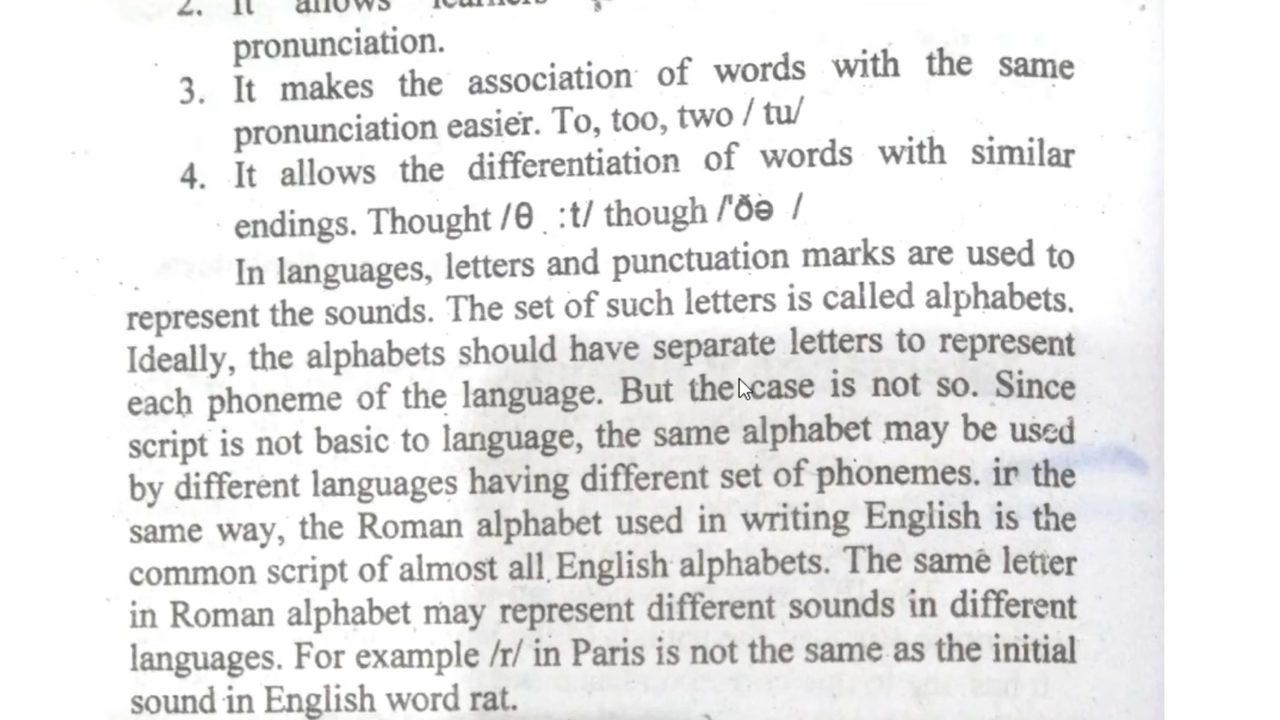 2. It allows learners
pronunciation.
3. It makes the association of words with the same
pronunciation easier. To, too, two / tu/
4. It allows the differentiation of words with similar
endings. Thought /θ :t/ though /'ðə /
In languages, letters and punctuation marks are used to
represent the sounds. The set of such letters is called alphabets.
Ideally, the alphabets should have separate letters to represent
each phoneme of the language. But the case is not so. Since
script is not basic to language, the same alphabet may be used
by different languages having different set of phonemes. ir the
same way, the Roman alphabet used in writing English is the
common script of almost all English alphabets. The same letter
in Roman alphabet may represent different sounds in different
languages. For example /r/ in Paris is not the same as the initial
sound in English word rat.